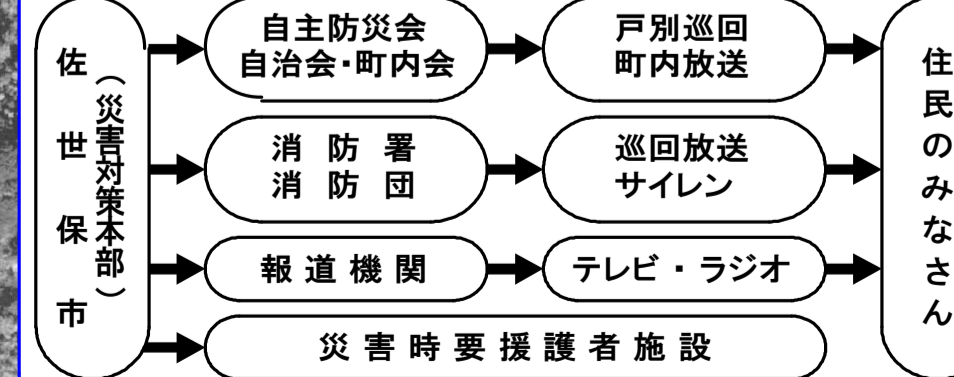 佐世保市
（災害対策本部）
自主防災会
自治会・町内会
戸別巡回
町内放送
消防署
消防団
巡回放送
サイレン
報道機関
テレビ・ラジオ
災害時要援護者施設
住民のみなさん